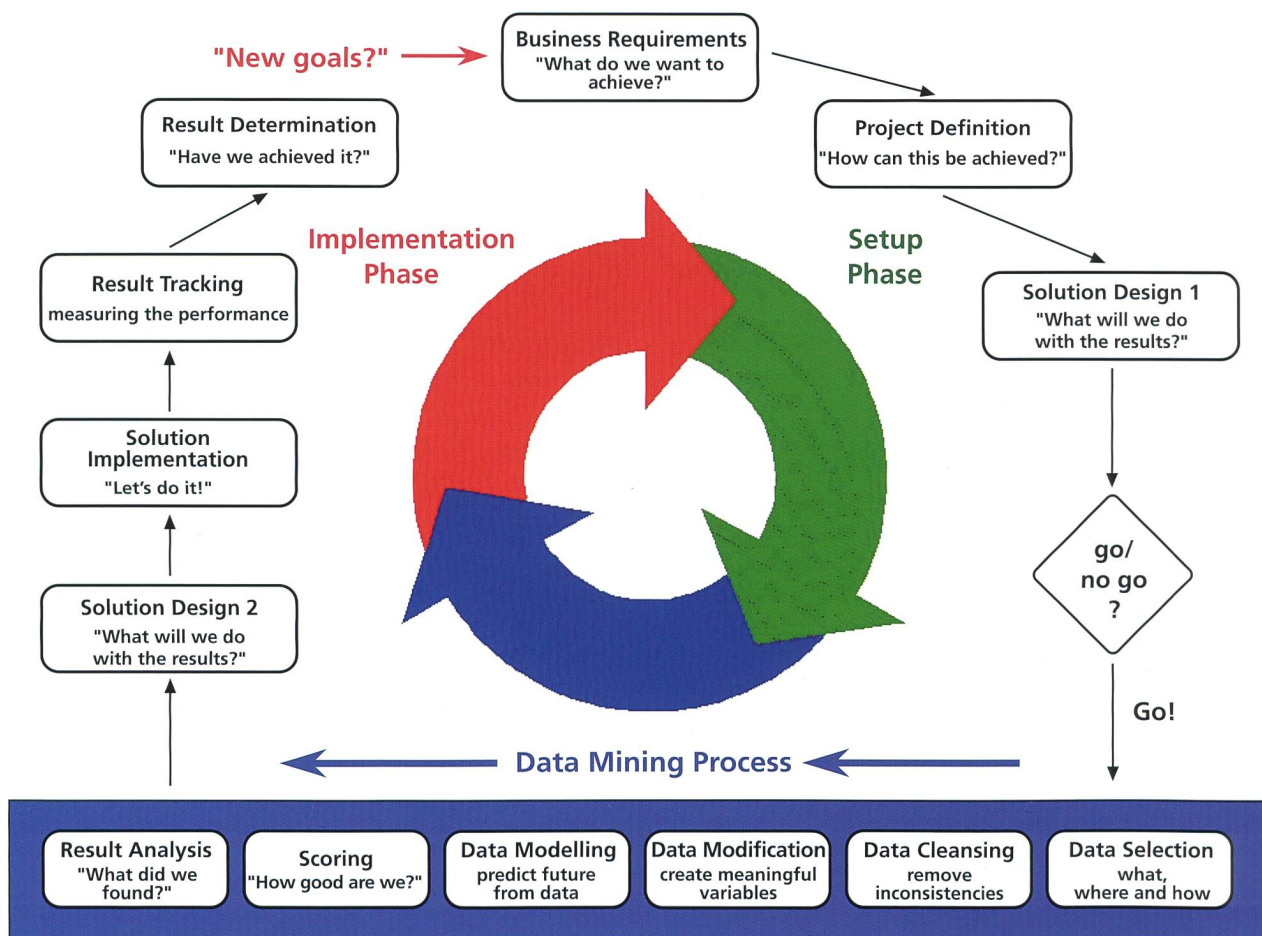 "New goals?"
Business Requirements
"What do we want to
achieve?"
Result Determination
"Have we achieved it?"
Project Definition
"How can this be achieved?"
Implementation
Phase
Setup
Phase
Result Tracking
measuring the performance
Solution Design 1
"What will we do
with the results?"
Solution
Implementation
"Let's do it!"
go/
no go
?
Solution Design 2
"What will we do
with the results?"
Go!
Data Mining Process
Result Analysis
"What did we
found?"
Scoring
"How good are we?"
Data Modelling
predict future
from data
Data Modification
create meaningful
variables
Data Cleansing
remove
inconsistencies
Data Selection
what,
where and how